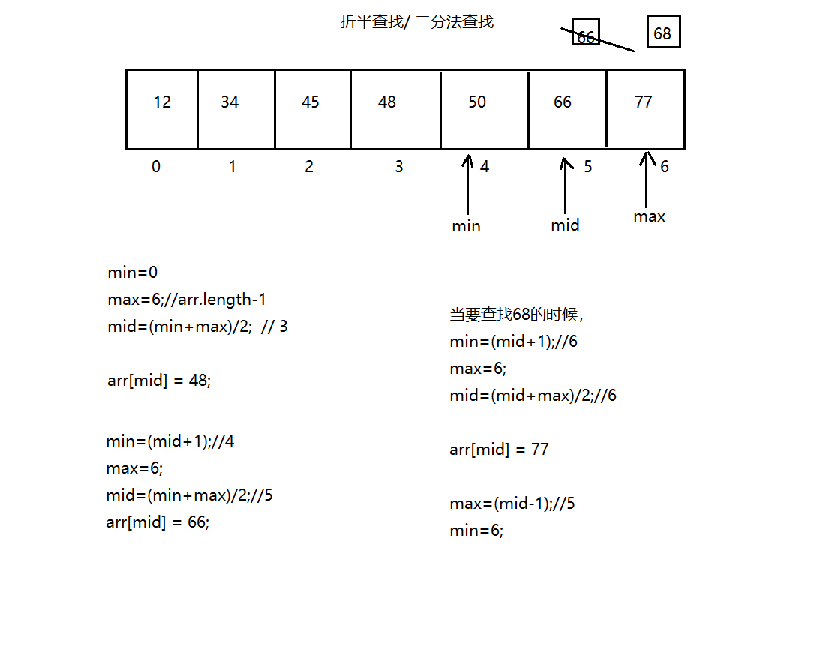 折半查找/ 二分法查找
66
68
12 34 45 48 50 66 77
0 1 2 3 4 5 6
min mid max
min=0
max=6;//arr.length-1
mid=(min+max)/2; // 3
arr[mid] = 48;
min=(mid+1);//4
max=6;
mid=(min+max)/2;//5
arr[mid] = 66;
当要查找68的时候,
min=(mid+1);//6
max=6;
mid=(mid+max)/2;//6
arr[mid] = 77
max=(mid-1);//5
min=6;